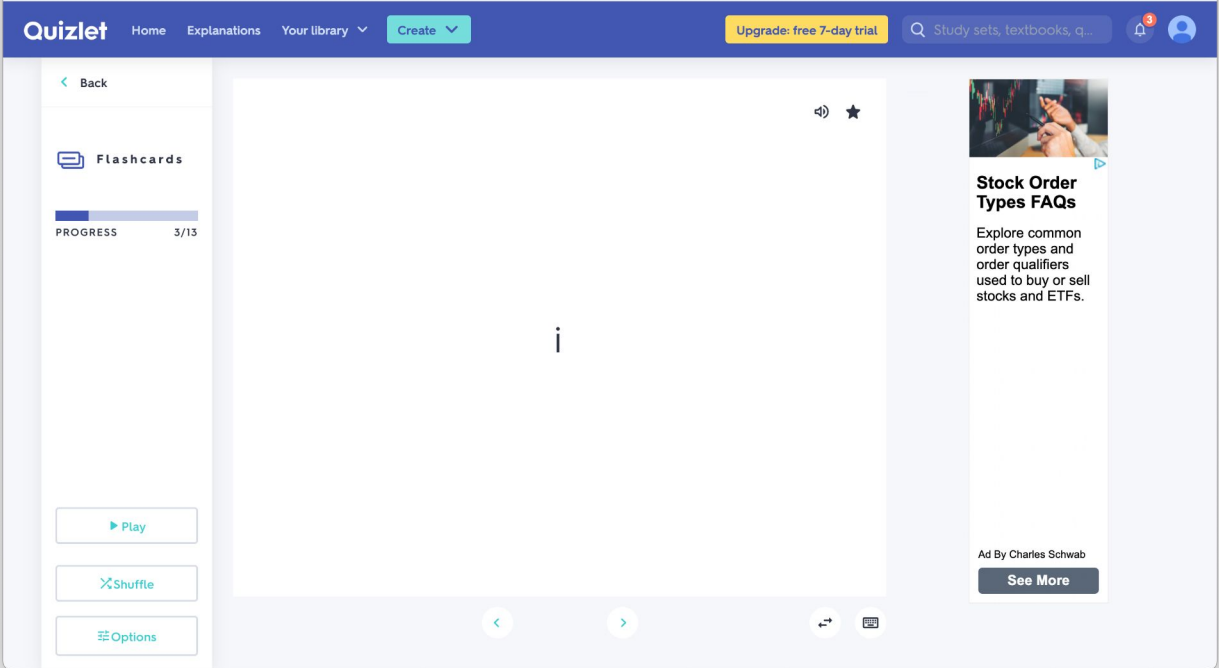 Quizlet
Home
Explanations
Your library
Create
Upgrade: free 7-day trial
Study sets, textbooks, q...
3
Back
Flashcards
PROGRESS 3/13
i
Play
Shuffle
Options
Stock Order
Types FAQs
Explore common
order types and
order qualifiers
used to buy or sell
stocks and ETFs.
Ad By Charles Schwab
See More